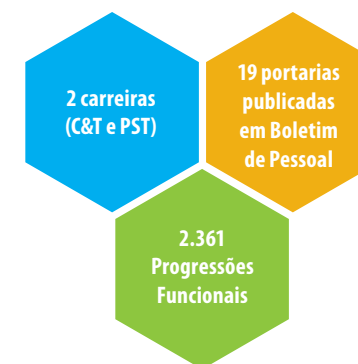 2 carreiras
(C&T e PST)
19 portarias
publicadas
em Boletim
de Pessoal
2.361
Progressões
Funcionais